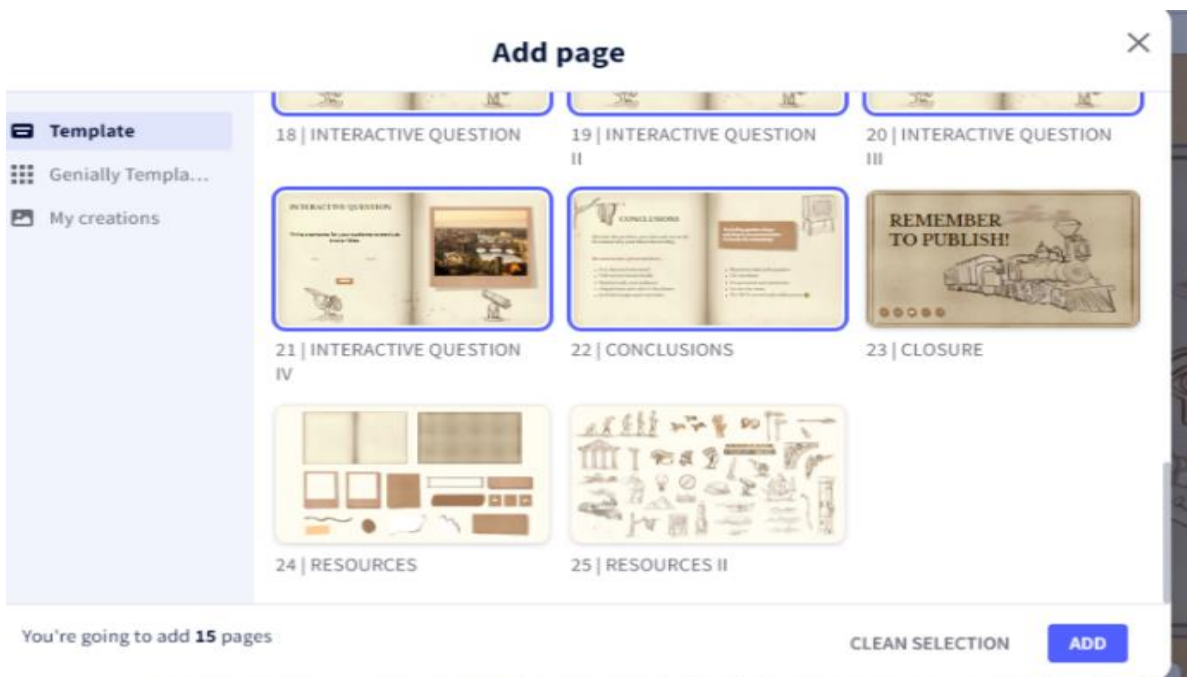 Add page
Template
Genially Templa...
My creations
18 | INTERACTIVE QUESTION
19 | INTERACTIVE QUESTION
II
20 | INTERACTIVE QUESTION
III
INTERACTIVE QUESTION
CONCLUSIONS
REMEMBER
TO PUBLISH!
21 | INTERACTIVE QUESTION
IV
22 | CONCLUSIONS
23 | CLOSURE
24 | RESOURCES
25 | RESOURCES II
You're going to add 15 pages
CLEAN SELECTION
ADD